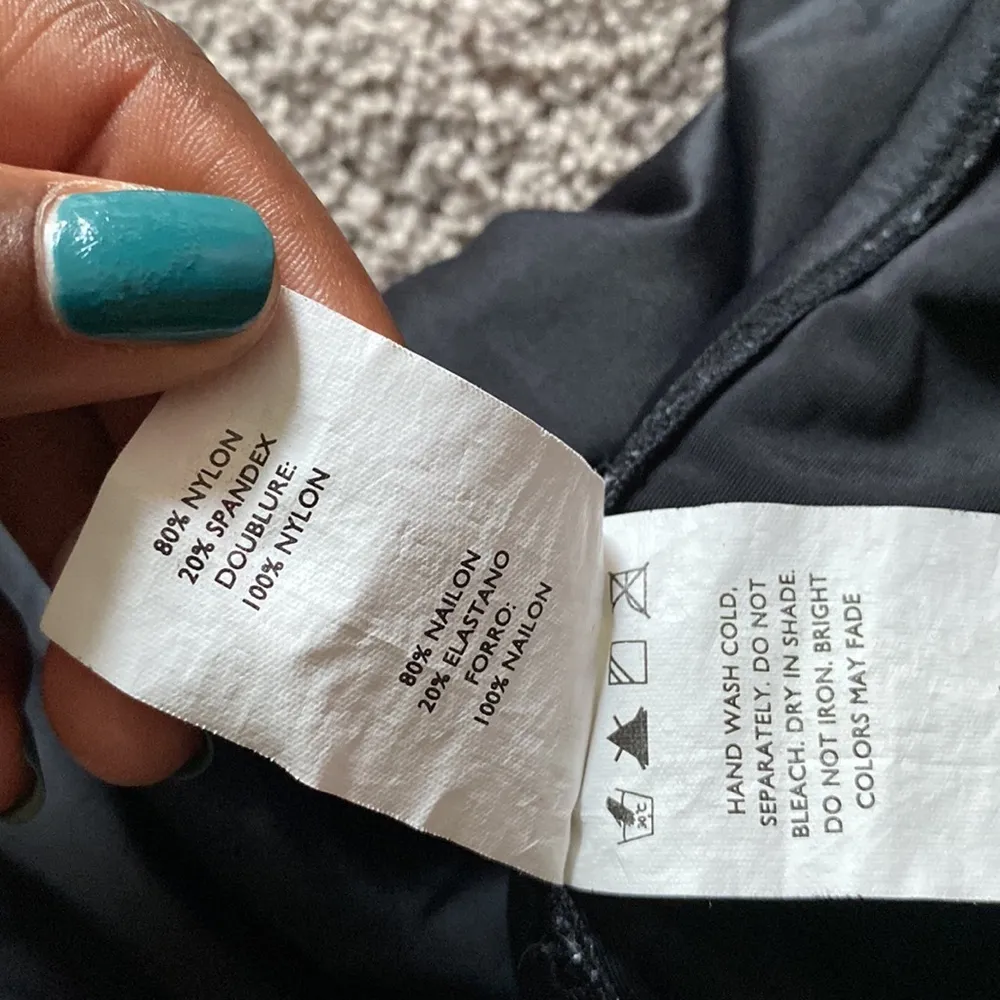 80% NYLON
20% SPANDEX
DOUBLURE:
100% NYLON
80% NAILON
20% ELASTANO
FORRO:
100% NAILON
HAND WASH COLD,
SEPARATELY. DO NOT
BLEACH. DRY IN SHADE.
DO NOT IRON. BRIGHT
COLORS MAY FADE